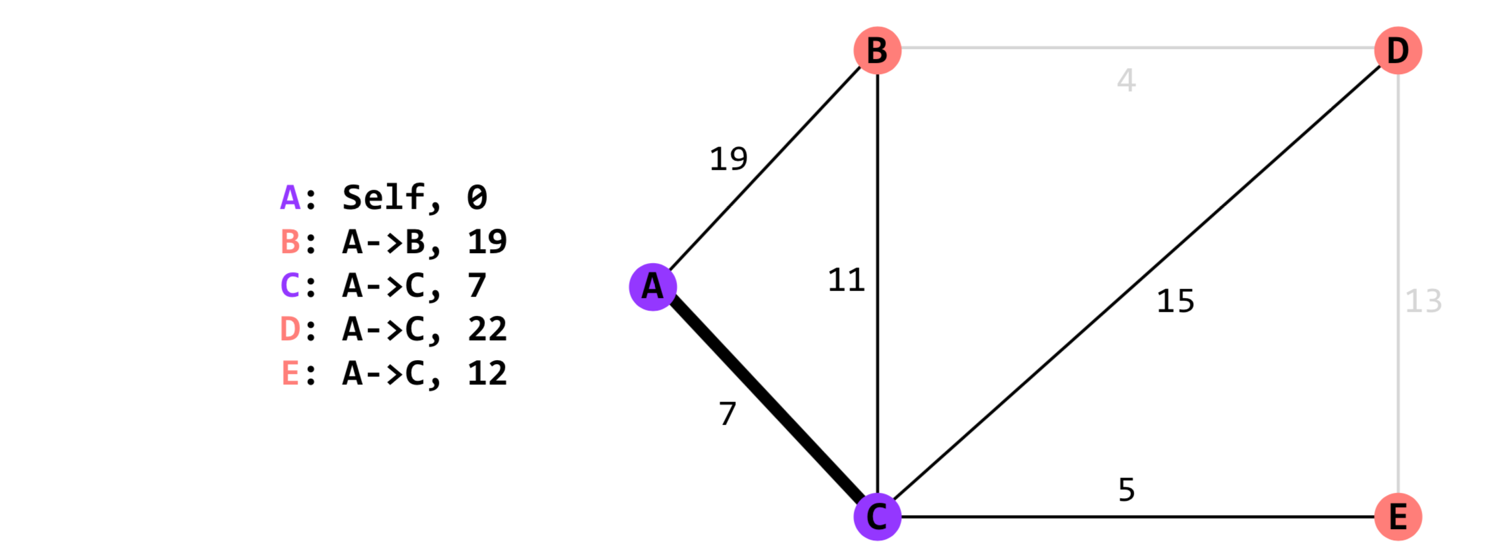 A: Self, 0
B: A->B, 19
C: A->C, 7
D: A->C, 22
E: A->C, 12
B
D
4
19
11
A
15
13
7
5
C
E